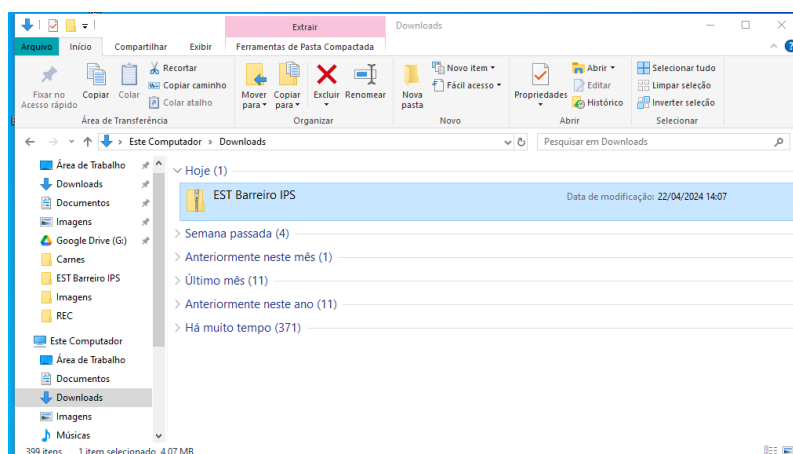 Extrair
Downloads
Arquivo
Início
Compartilhar
Exibir
Ferramentas de Pasta Compactada
Fixar no
Acesso rápido
Copiar
Colar
Recortar
Copiar caminho
Colar atalho
Área de Transferência
Mover
para
Copiar
para
Excluir
Renomear
Organizar
Nova
pasta
Novo item
Fácil acesso
Novo
Propriedades
Abrir
Editar
Histórico
Abrir
Selecionar tudo
Limpar seleção
Inverter seleção
Selecionar
Este Computador > Downloads
Pesquisar em Downloads
Área de Trabalho
Downloads
Documentos
Imagens
Google Drive (G:)
Carnes
EST Barreiro IPS
Imagens
REC
Este Computador
Área de Trabalho
Documentos
Downloads
Imagens
Músicas
Hoje (1)
EST Barreiro IPS
Data de modificação: 22/04/2024 14:07
Semana passada (4)
Anteriormente neste mês (1)
Último mês (11)
Anteriormente neste ano (11)
Há muito tempo (371)
399 itens
1 item selecionado 4,07 MB